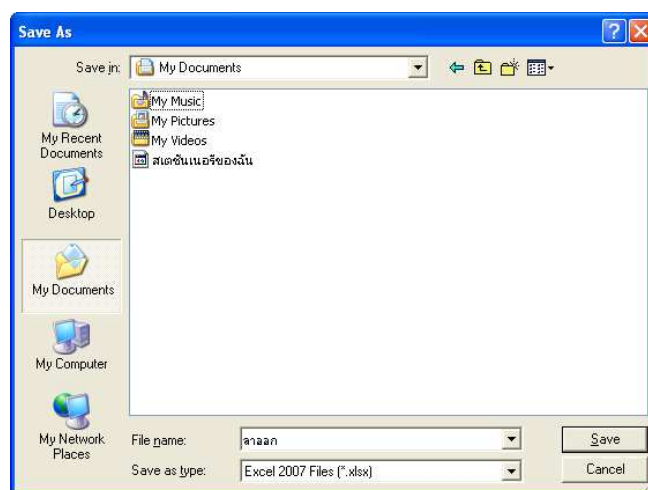 Save As
Save in:
My Documents
My Recent
Documents
Desktop
My Documents
My Computer
My Network
Places
My Music
My Pictures
My Videos
สเตชันเนอรีของฉัน
File name:
ลาออก
Save
Save as type:
Excel 2007 Files (*.xlsx)
Cancel